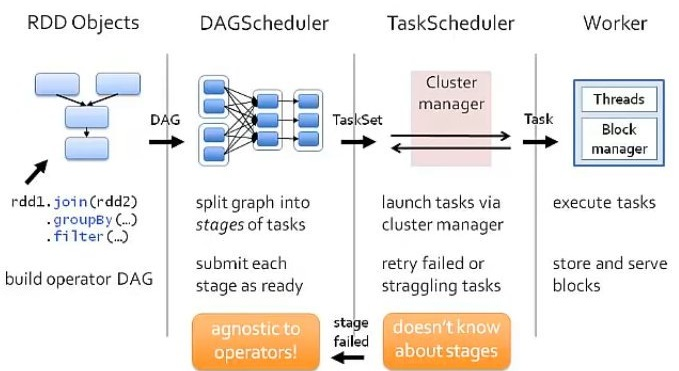 RDD Objects
DAGScheduler
TaskScheduler
Worker
DAG
TaskSet
Cluster
manager
Task
Threads
Block
manager
rdd1.join(rdd2)
.groupBy(…)
.filter(…)
build operator DAG
split graph into
stages of tasks
submit each
stage as ready
launch tasks via
cluster manager
retry failed or
straggling tasks
execute tasks
store and serve
blocks
agnostic to
operators!
stage
failed
doesn't know
about stages